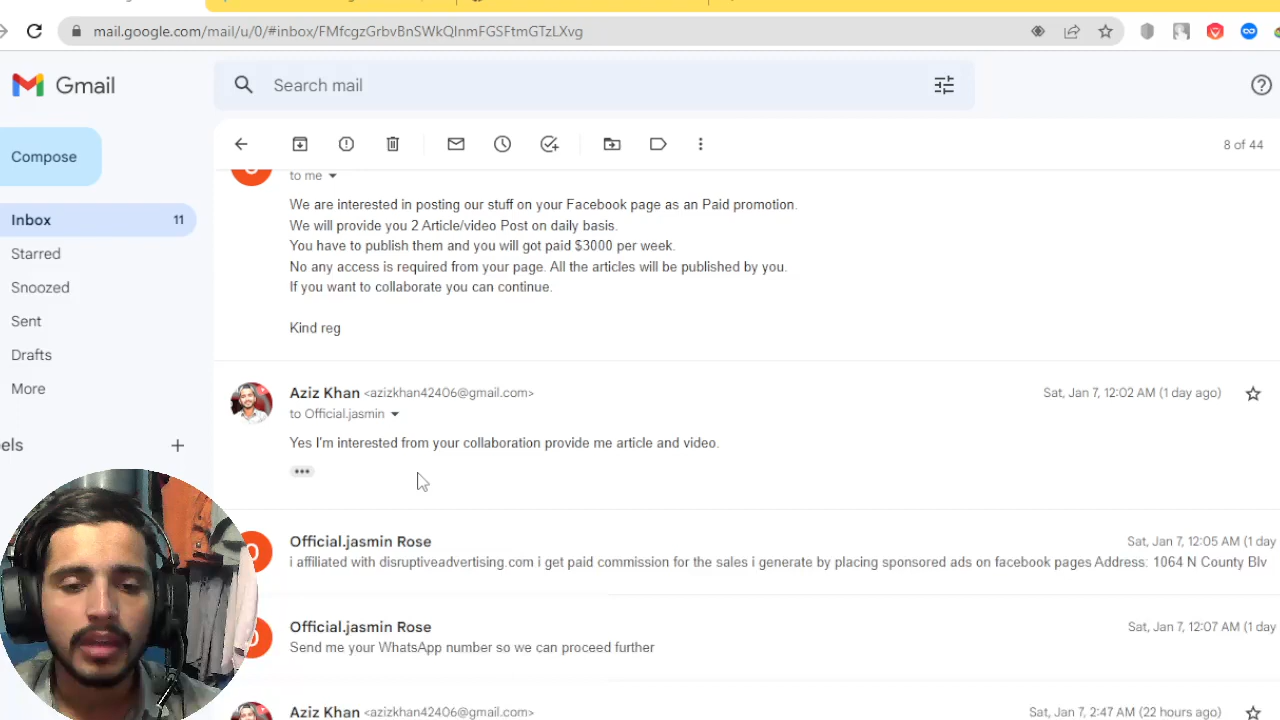 mail.google.com/mail/u/0/#inbox/FMfcgzGrbvBnSWkQlnmFGSFtmGTzLXvg
Gmail
Search mail
Compose
8 of 44
to me
Inbox 11
We are interested in posting our stuff on your Facebook page as an Paid promotion.
We will provide you 2 Article/video Post on daily basis.
You have to publish them and you will got paid $3000 per week.
No any access is required from your page. All the articles will be published by you.
If you want to collaborate you can continue.
Kind reg
Starred
Snoozed
Sent
Drafts
More
Aziz Khan <azizkhan42406@gmail.com> Sat, Jan 7, 12:02 AM (1 day ago)
to Official.jasmin
Yes I'm interested from your collaboration provide me article and video.
els
Official.jasmin Rose Sat, Jan 7, 12:05 AM (1 day
i affiliated with disruptiveadvertising.com i get paid commission for the sales i generate by placing sponsored ads on facebook pages Address: 1064 N County Blv
Official.jasmin Rose Sat, Jan 7, 12:07 AM (1 day
Send me your WhatsApp number so we can proceed further
Aziz Khan <azizkhan42406@gmail.com> Sat, Jan 7, 2:47 AM (22 hours ago)